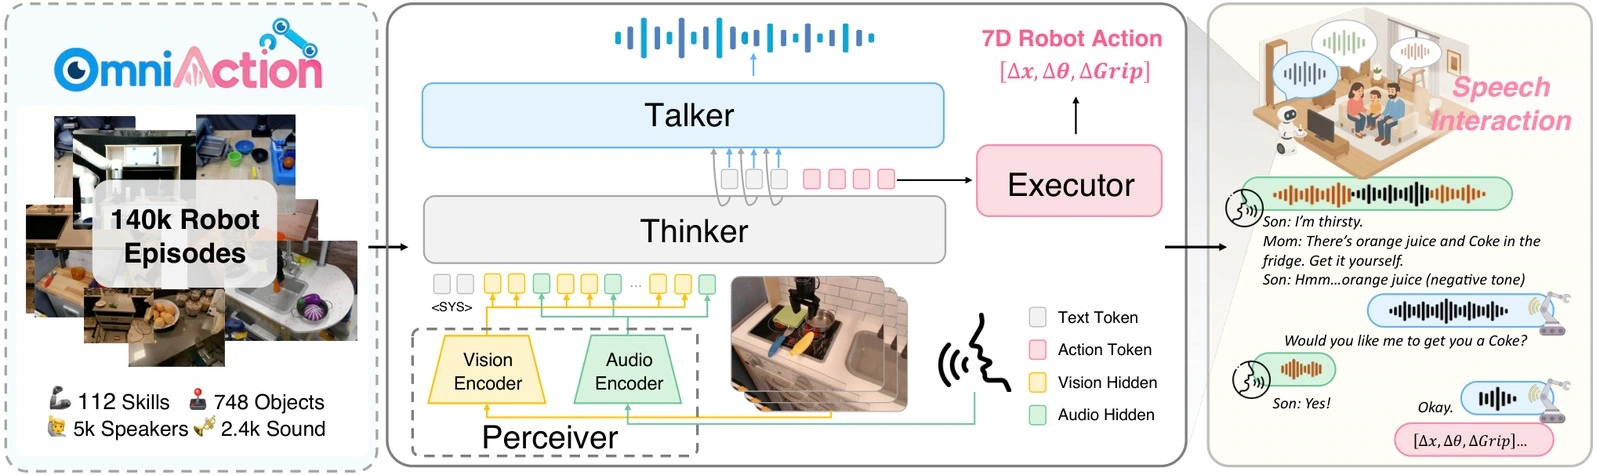 OmniAction
140k Robot
Episodes
112 Skills
748 Objects
5k Speakers
2.4k Sound
Talker
Thinker
<SYS>
...
Vision
Encoder
Audio
Encoder
Perceiver
7D Robot Action
[Δx, Δθ, ΔGrip]
Executor
Text Token
Action Token
Vision Hidden
Audio Hidden
Speech
Interaction
Son: I'm thirsty.
Mom: There's orange juice and Coke in the
fridge. Get it yourself.
Son: Hmm...orange juice (negative tone)
Would you like me to get you a Coke?
Son: Yes!
Okay.
[Δx, Δθ, ΔGrip]...